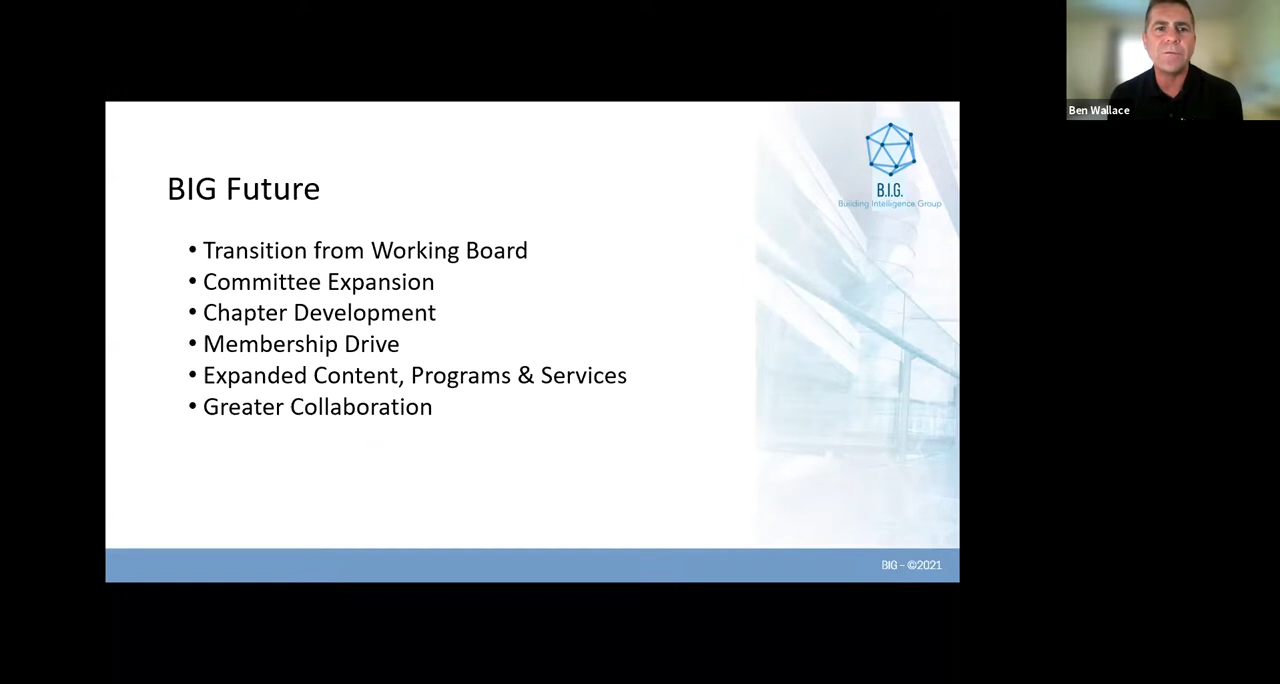 Ben Wallace
B.I.G.
Building Intelligence Group
BIG Future
• Transition from Working Board
• Committee Expansion
• Chapter Development
• Membership Drive
• Expanded Content, Programs & Services
• Greater Collaboration
BIG - ©2021